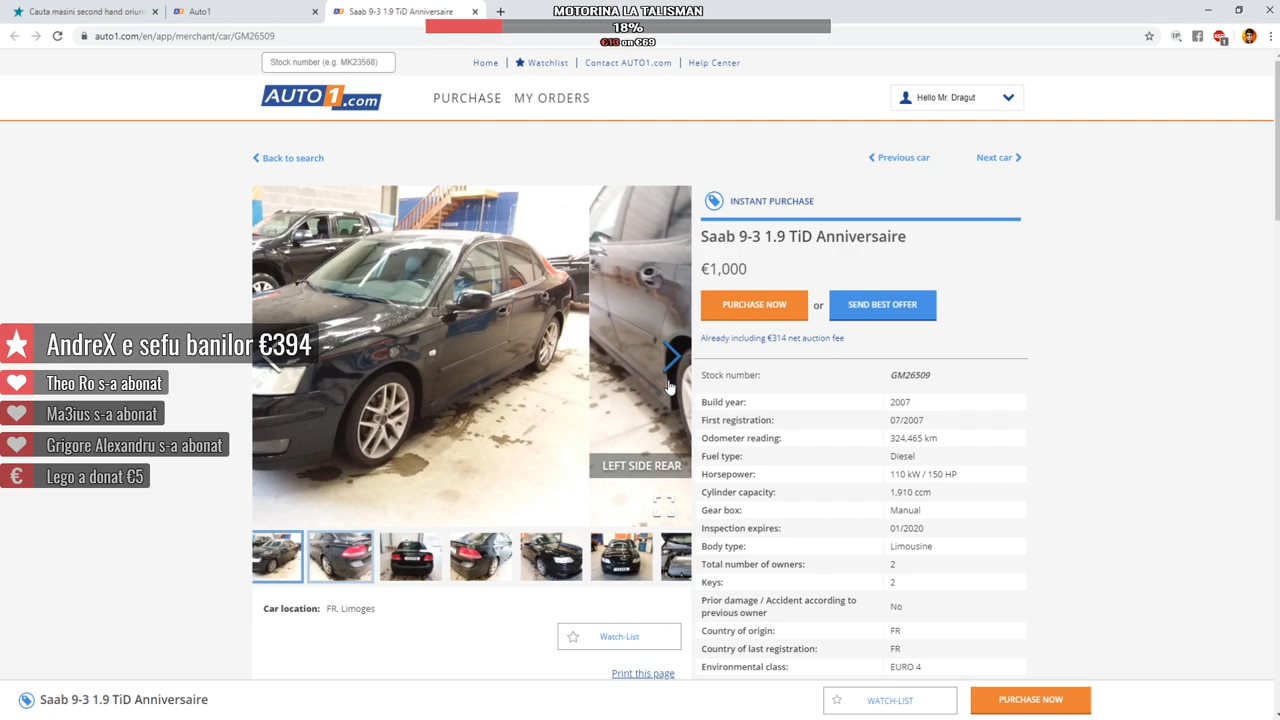 Cauta masini second hand oriun
Auto1
Saab 9-3 1.9 TiD Anniversaire
MOTORINA LA TALISMAN
18%
€13 on €69
auto1.com/en/app/merchant/car/GM26509
Stock number (e.g. MK23568)
Home
Watchlist
Contact AUTO1.com
Help Center
AUTO1.com
PURCHASE
MY ORDERS
Hello Mr. Dragut
Back to search
Previous car
Next car
INSTANT PURCHASE
Saab 9-3 1.9 TiD Anniversaire
€1,000
PURCHASE NOW
or
SEND BEST OFFER
Already including €314 net auction fee
AndreeX e sefu banilor €394
Theo Ro s-a abonat
Ma3ius s-a abonat
Grigore Alexandru s-a abonat
€ Lego a donat €5
LEFT SIDE REAR
Stock number: GM26509
Build year: 2007
First registration: 07/2007
Odometer reading: 324,465 km
Fuel type: Diesel
Horsepower: 110 kW / 150 HP
Cylinder capacity: 1,910 ccm
Gear box: Manual
Inspection expires: 01/2020
Body type: Limousine
Total number of owners: 2
Keys: 2
Prior damage / Accident according to
previous owner No
Country of origin: FR
Country of last registration: FR
Environmental class: EURO 4
Car location: FR, Limoges
Watch-List
Print this page
Saab 9-3 1.9 TiD Anniversaire
WATCH-LIST
PURCHASE NOW